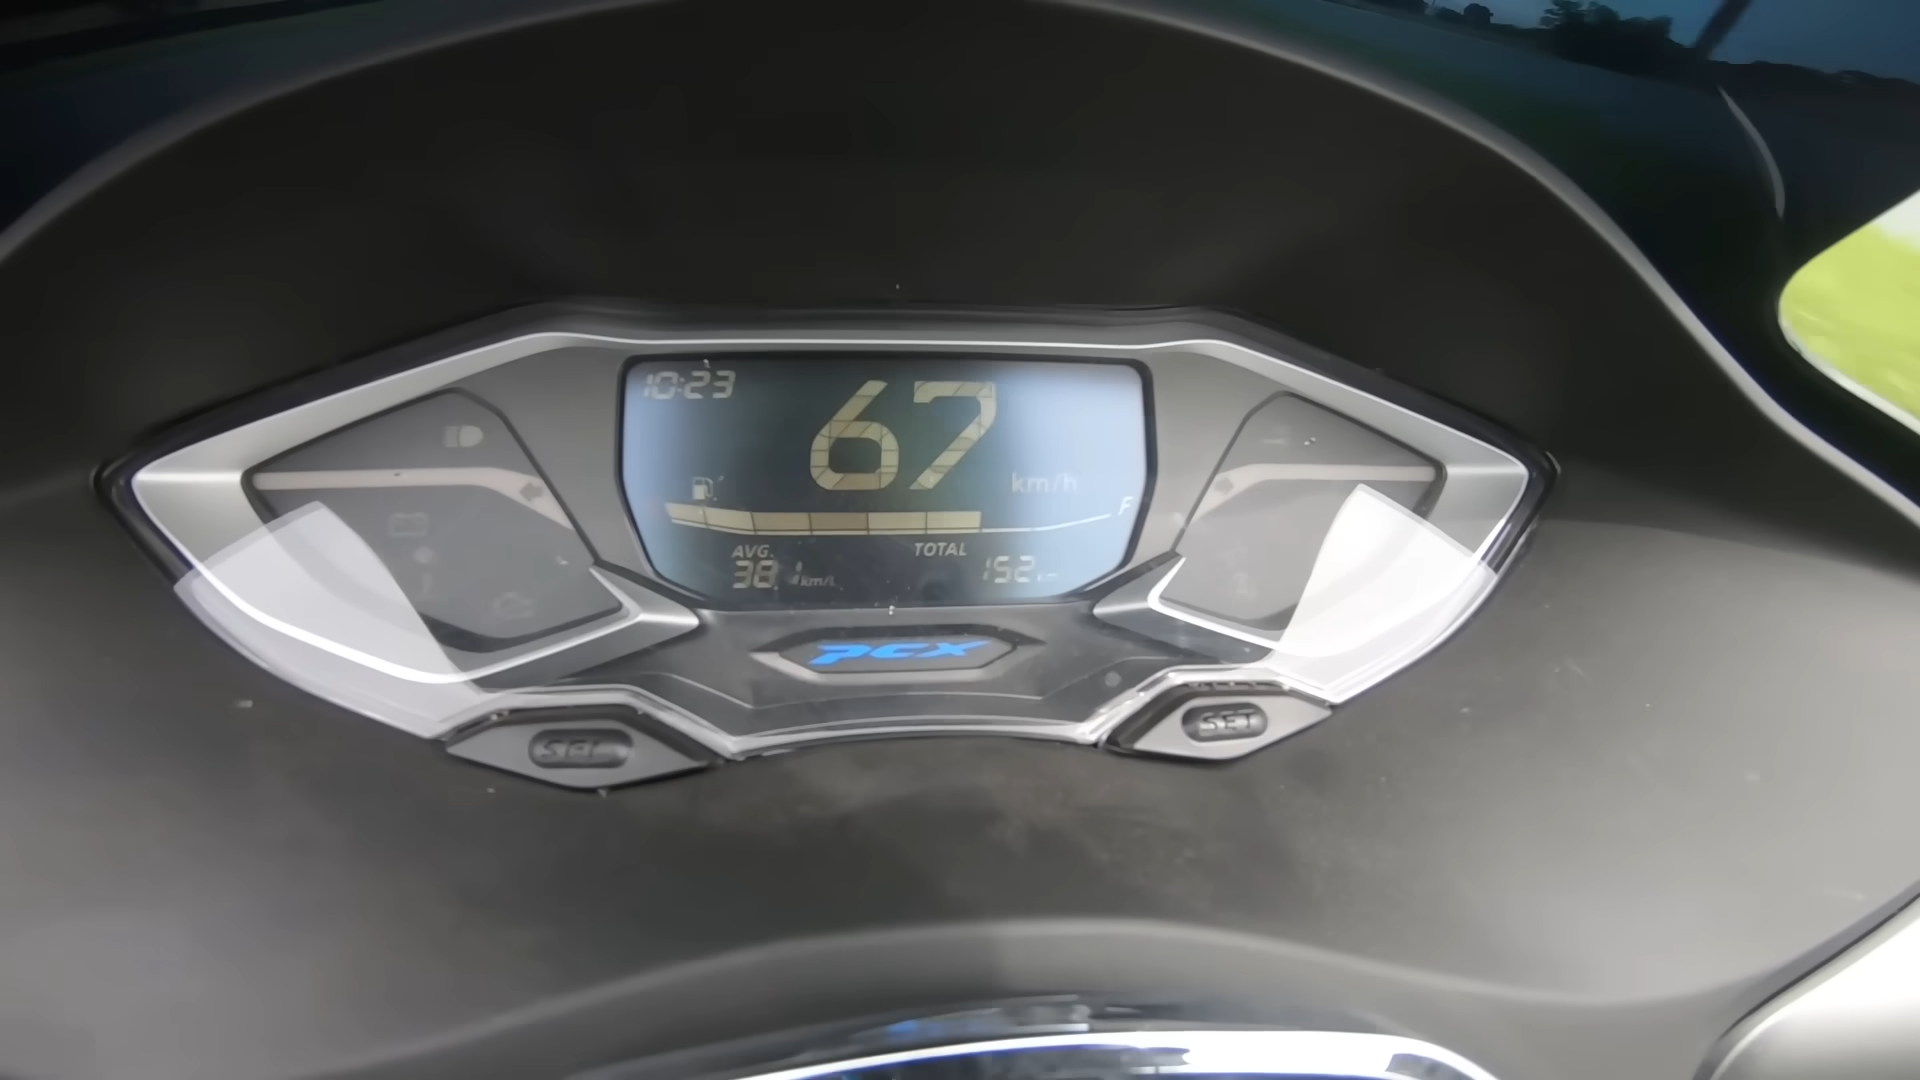 10:23
67
km/h
F
AVG.
TOTAL
38
km/L
152
PCX
SEL
SET